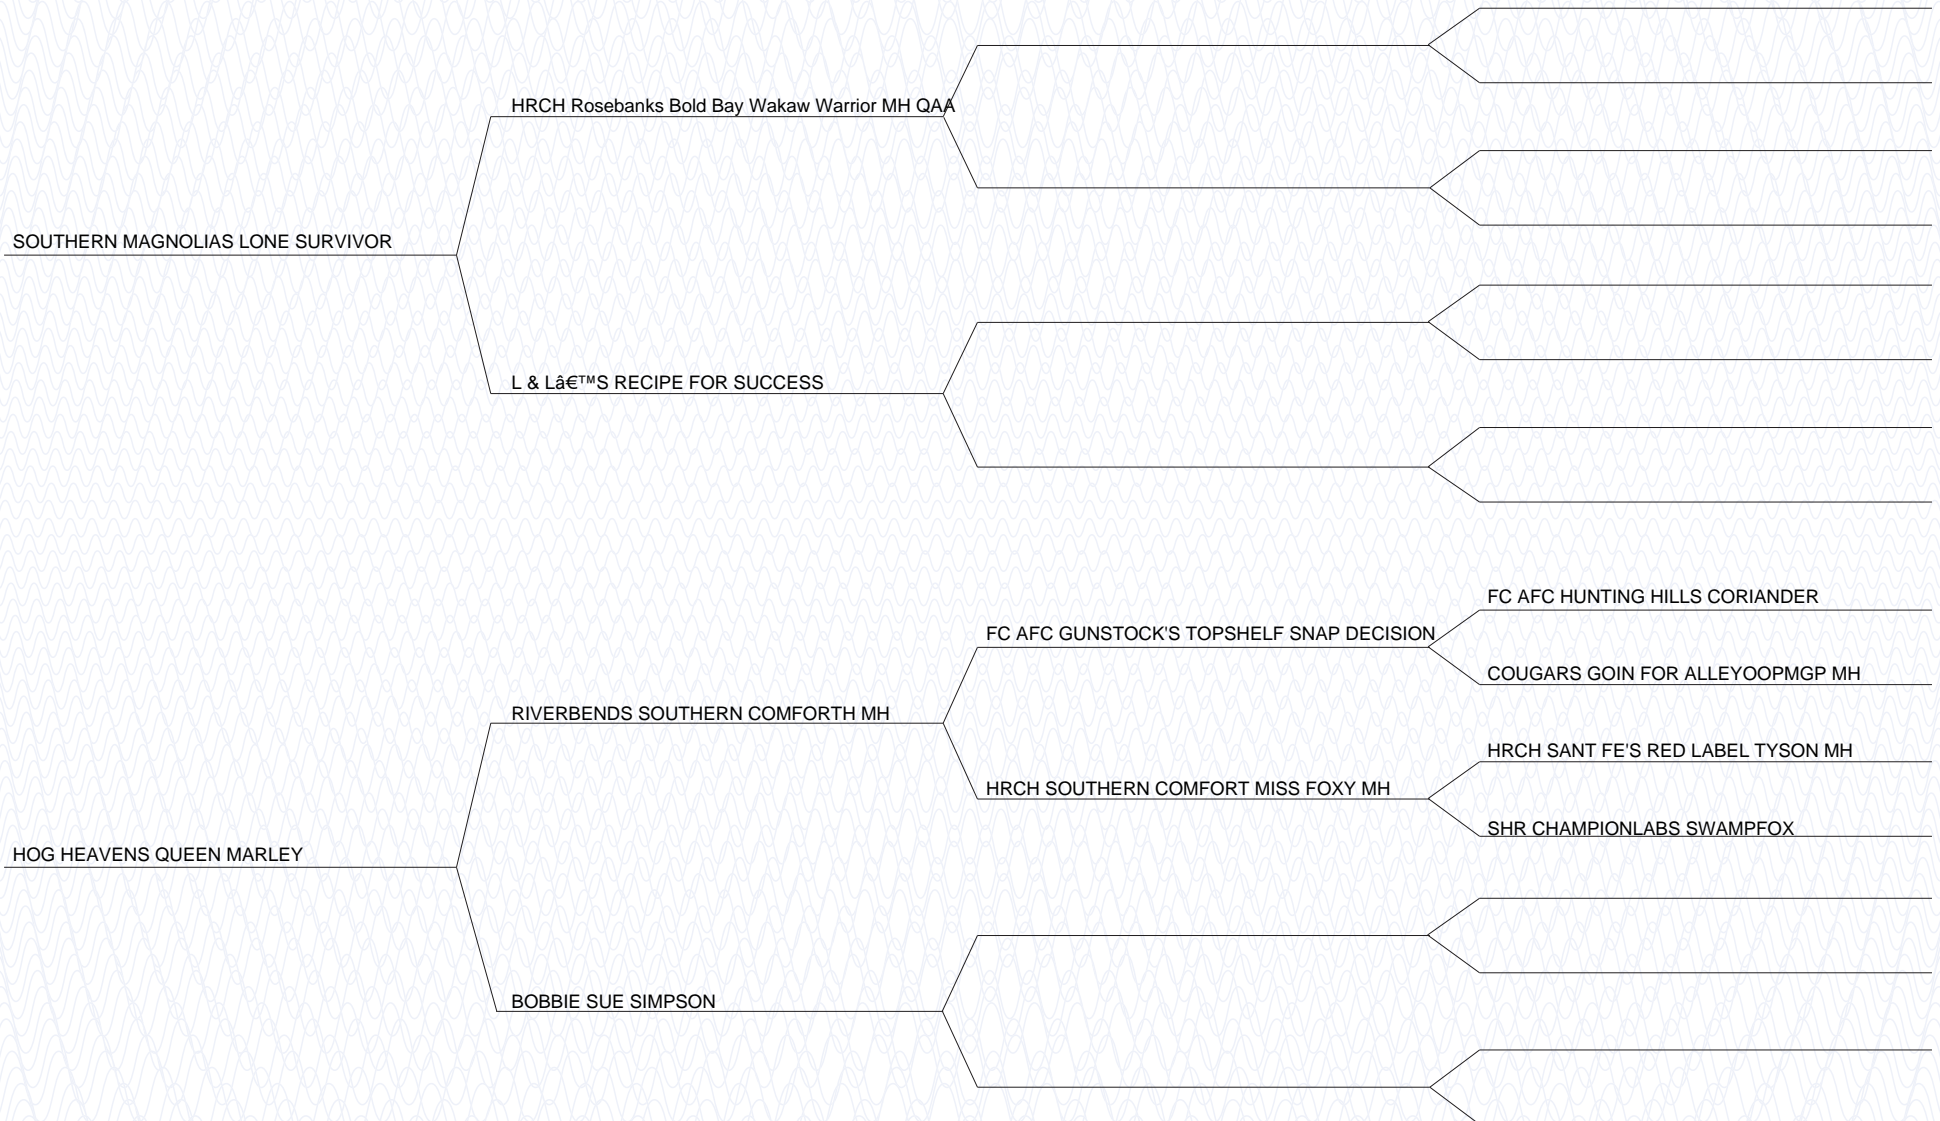 HRCH Rosebanks Bold Bay Wakaw Warrior MH QAA
SOUTHERN MAGNOLIAS LONE SURVIVOR
L & Lâ€™S RECIPE FOR SUCCESS
FC AFC HUNTING HILLS CORIANDER
FC AFC GUNSTOCK'S TOPSHELF SNAP DECISION
COUGARS GOIN FOR ALLEYOOPMGP MH
RIVERBENDS SOUTHERN COMFORTH MH
HRCH SANT FE'S RED LABEL TYSON MH
HRCH SOUTHERN COMFORT MISS FOXY MH
SHR CHAMPIONLABS SWAMPFOX
HOG HEAVENS QUEEN MARLEY
BOBBIE SUE SIMPSON